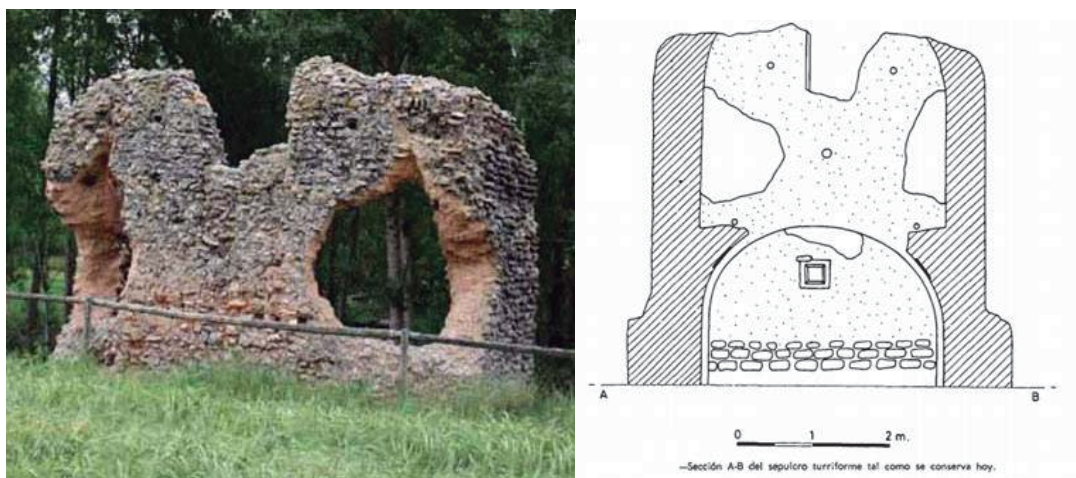 A B
0 1 2 m.
—Sección A-B del sepulcro turriforme tal como se conserva hoy.